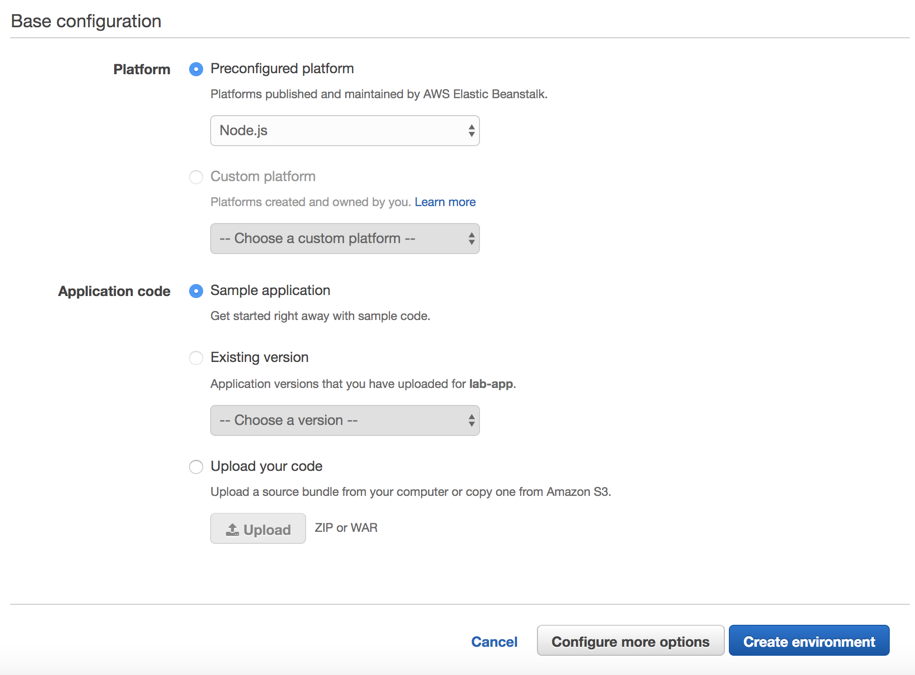 Base configuration
Platform
Preconfigured platform
Platforms published and maintained by AWS Elastic Beanstalk.
Node.js
Custom platform
Platforms created and owned by you. Learn more
-- Choose a custom platform --
Application code
Sample application
Get started right away with sample code.
Existing version
Application versions that you have uploaded for lab-app.
-- Choose a version --
Upload your code
Upload a source bundle from your computer or copy one from Amazon S3.
Upload ZIP or WAR
Cancel Configure more options Create environment